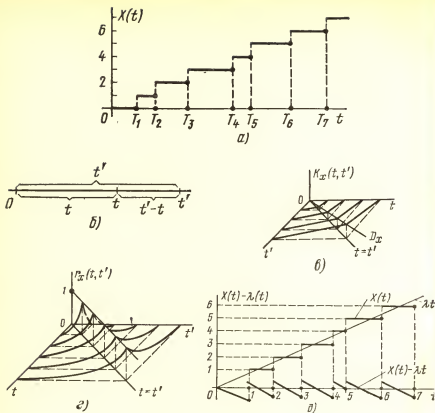 X(t)
6
4
2
0 T₁ T₂ T₃ T₄ T₅ T₆ T₇ t
а)
t'
0 t t t'-t t'
б)
Kₓ(t,t')
0 t
Dₓ
t' t=t'
в)
rₓ(t,t')
1
0 t'
t t=t'
г)
X(t)-λ(t)
6
5
4
3
2
1
X(t) λt
0 1 2 3 4 5 6 7 t
X(t)-λt
д)